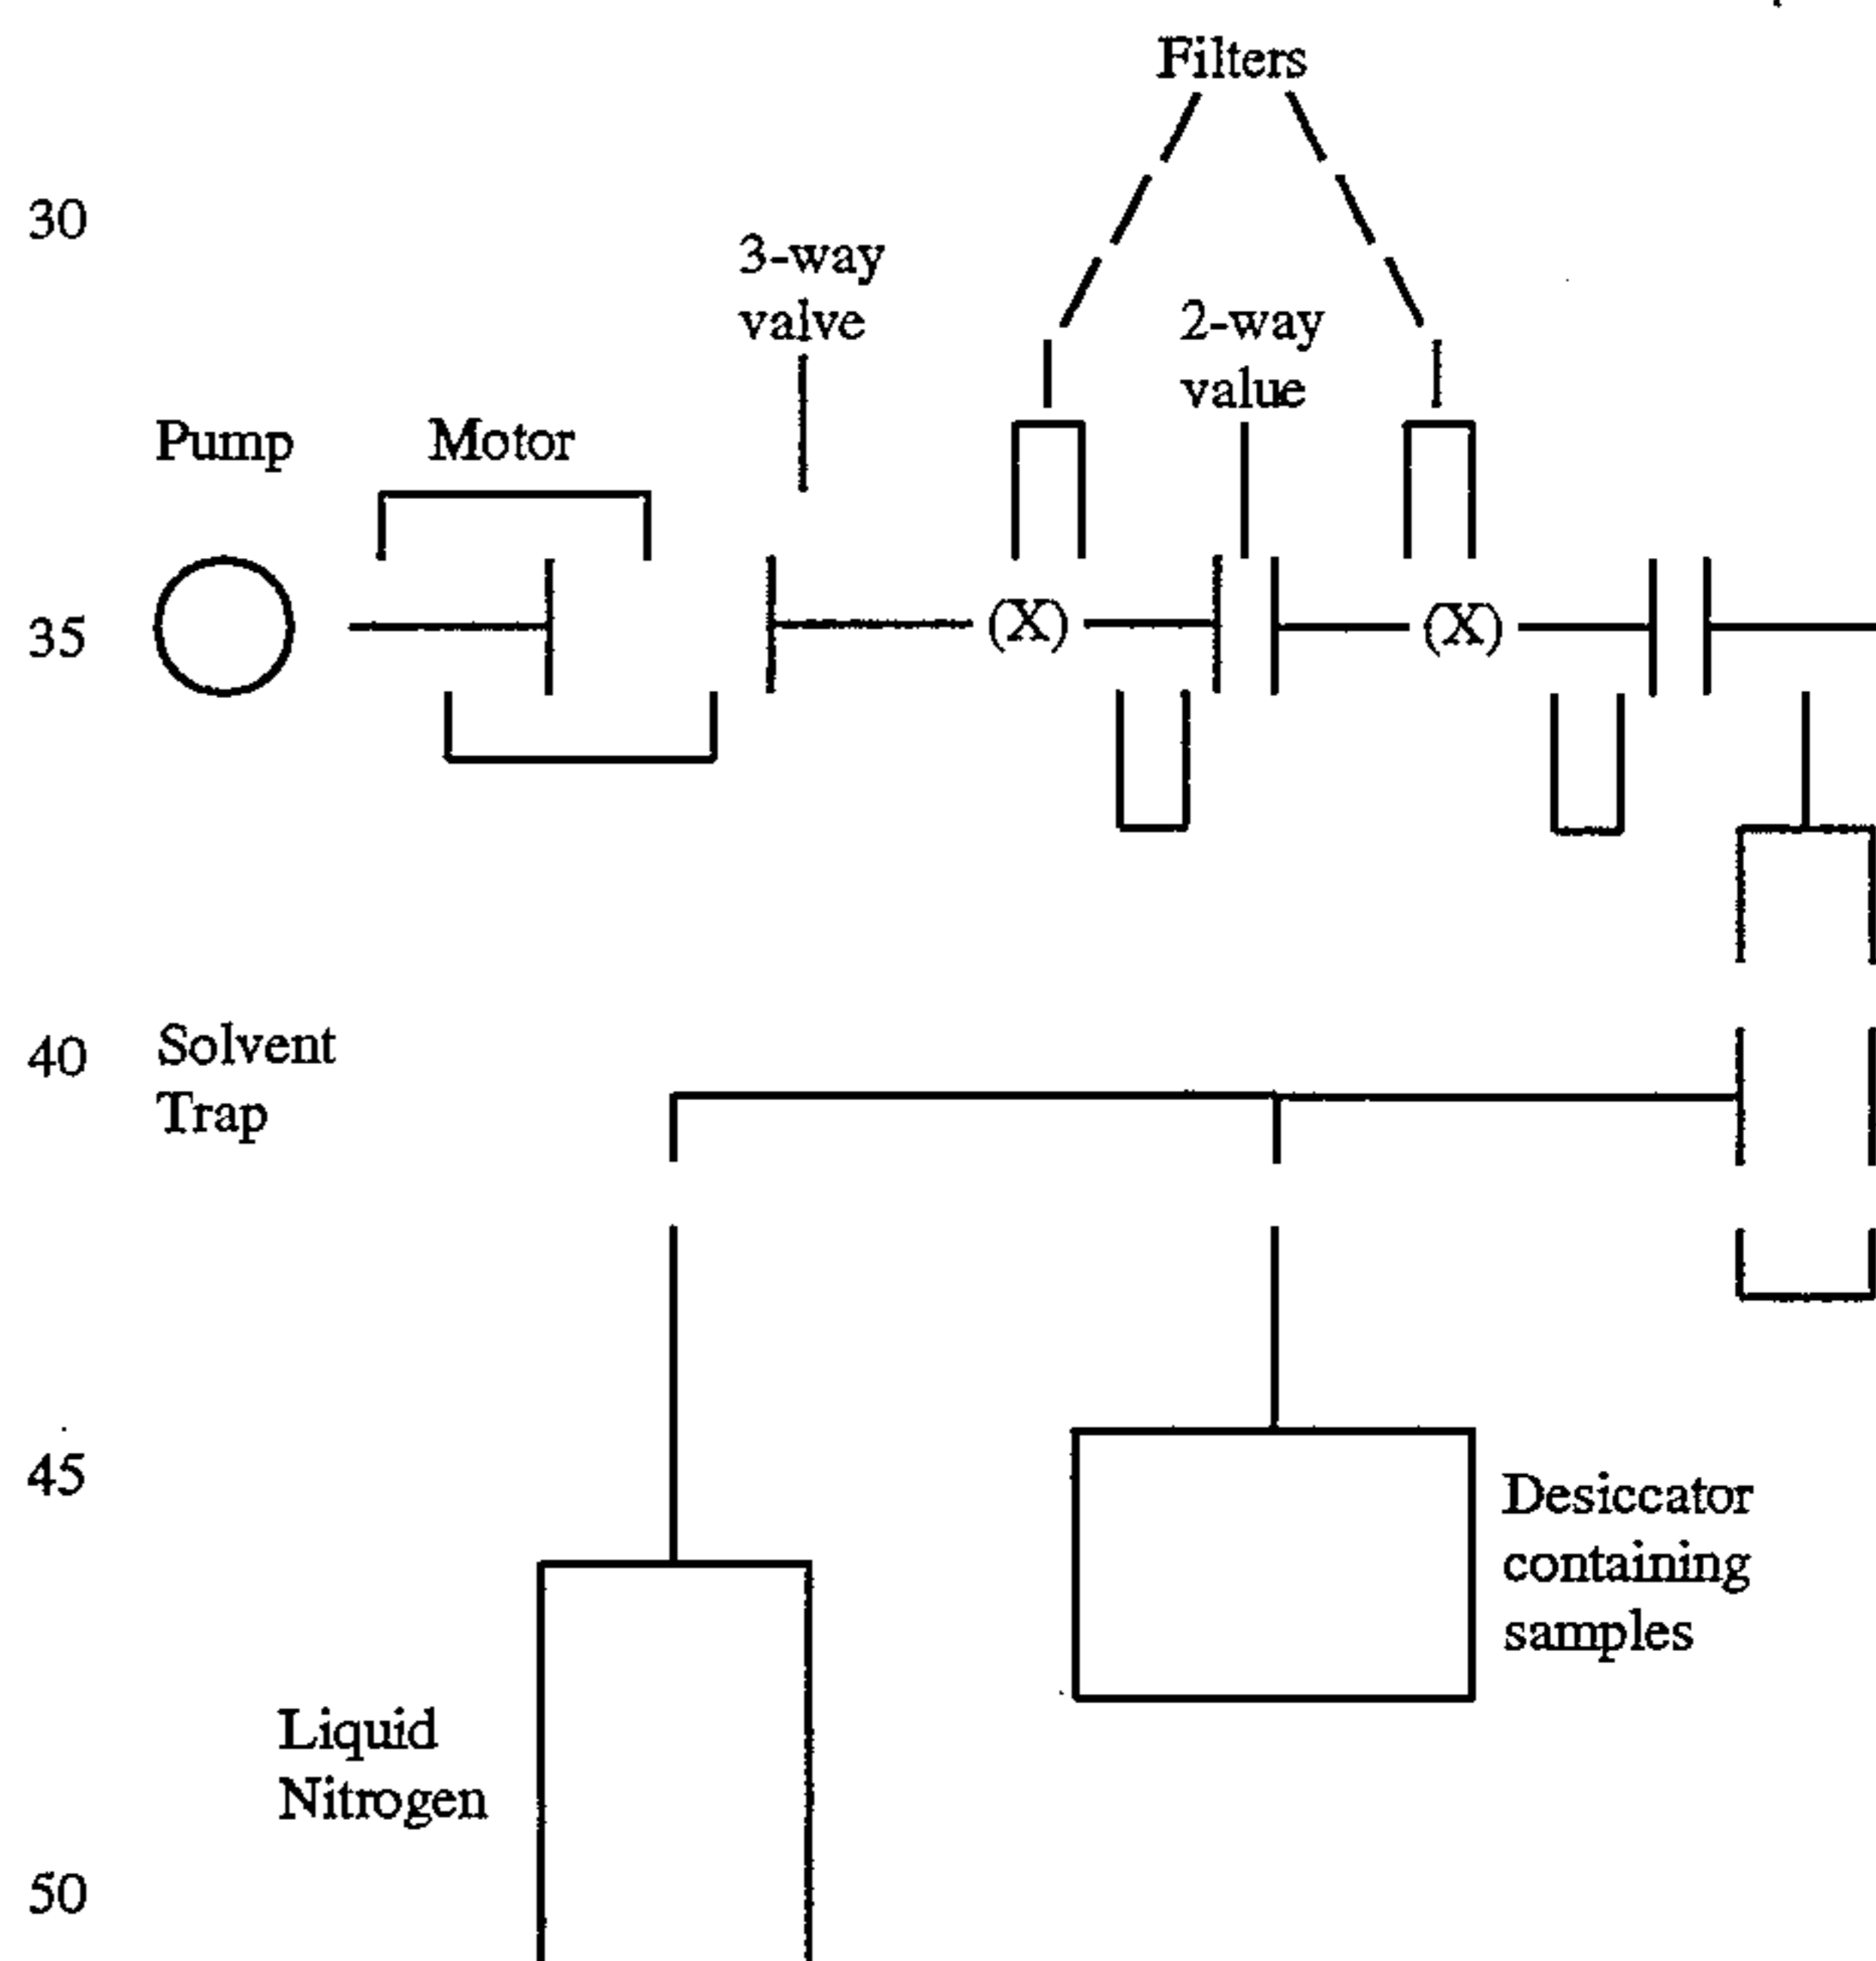 Filters
30
3-way
valve
2-way
value
Pump
Motor
35
(X)
(X)
40
Solvent
Trap
45
Desiccator
containing
samples
Liquid
Nitrogen
50